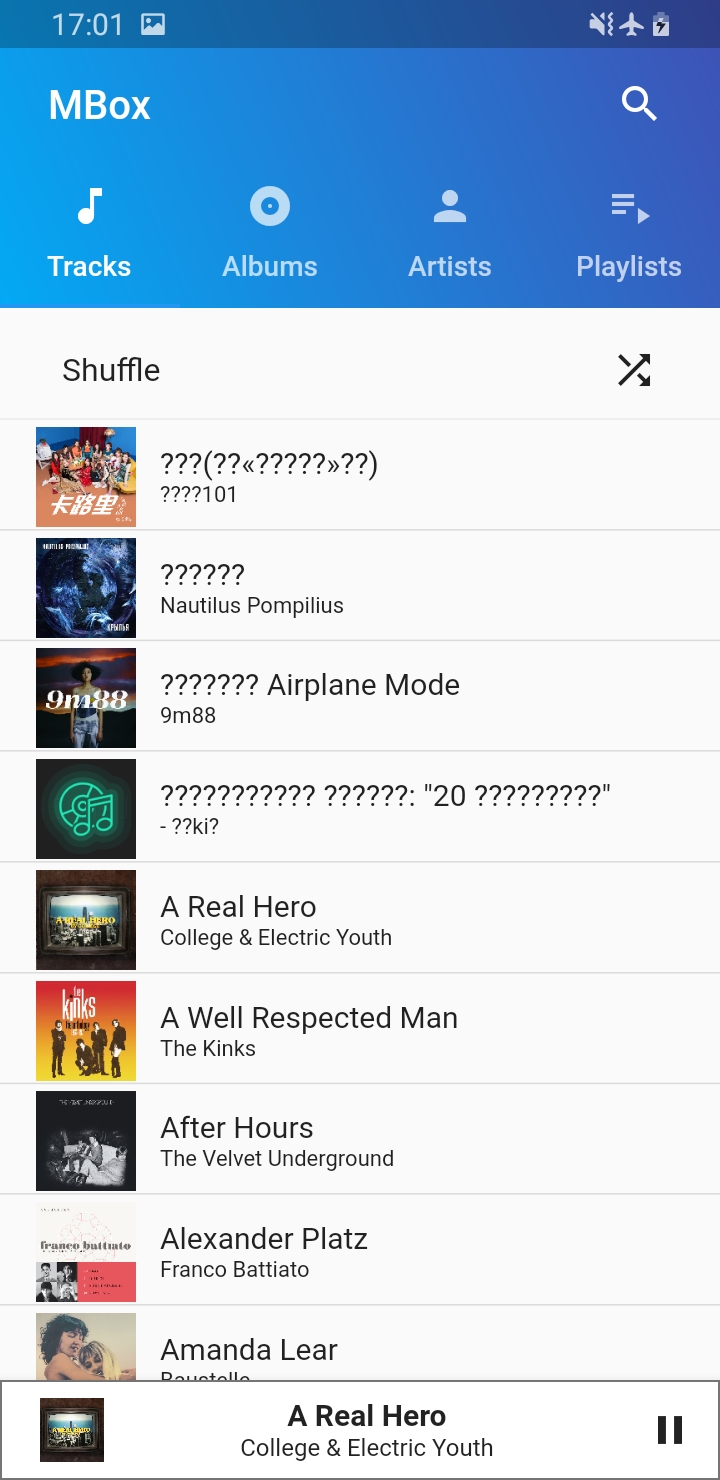 17:01
MBox
Tracks
Albums
Artists
Playlists
Shuffle
卡路里
???(??«?????»??)
????101
NAUTILUS POMPILIUS
КРЫЛЬЯ
??????
Nautilus Pompilius
9m88
??????? Airplane Mode
9m88
??????????? ??????: "20 ?????????"
- ??ki?
A REAL HERO
A Real Hero
College & Electric Youth
the kinks
A Well Respected Man
The Kinks
THE VELVET UNDERGROUND
After Hours
The Velvet Underground
franco battiato
Alexander Platz
Franco Battiato
Amanda Lear
Baustelle
A REAL HERO
A Real Hero
College & Electric Youth